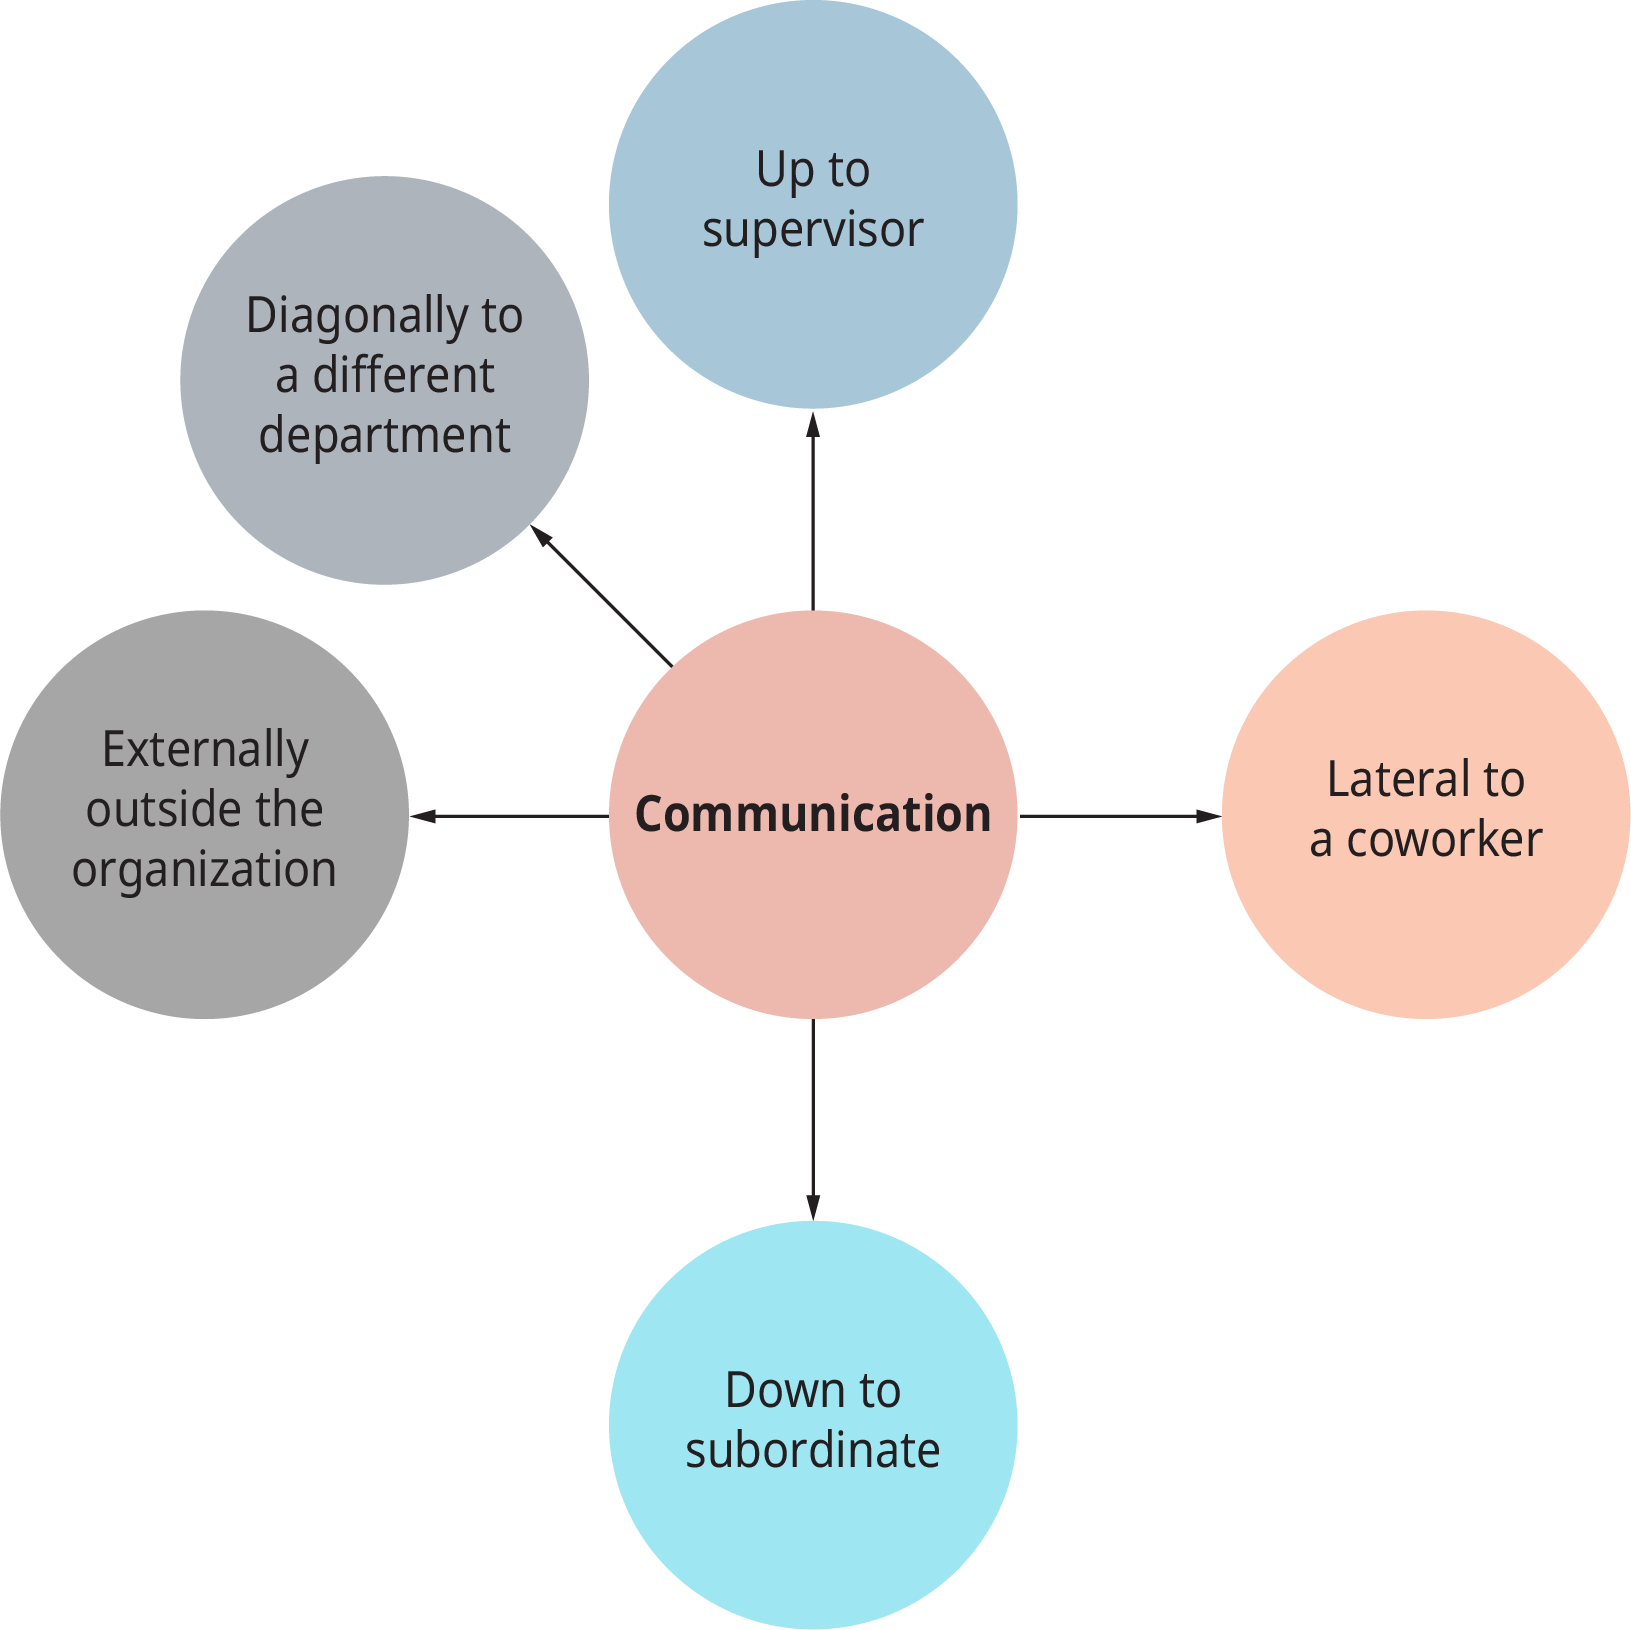 Up to
supervisor
Diagonally to
a different
department
Externally
outside the
organization
Communication
Lateral to
a coworker
Down to
subordinate